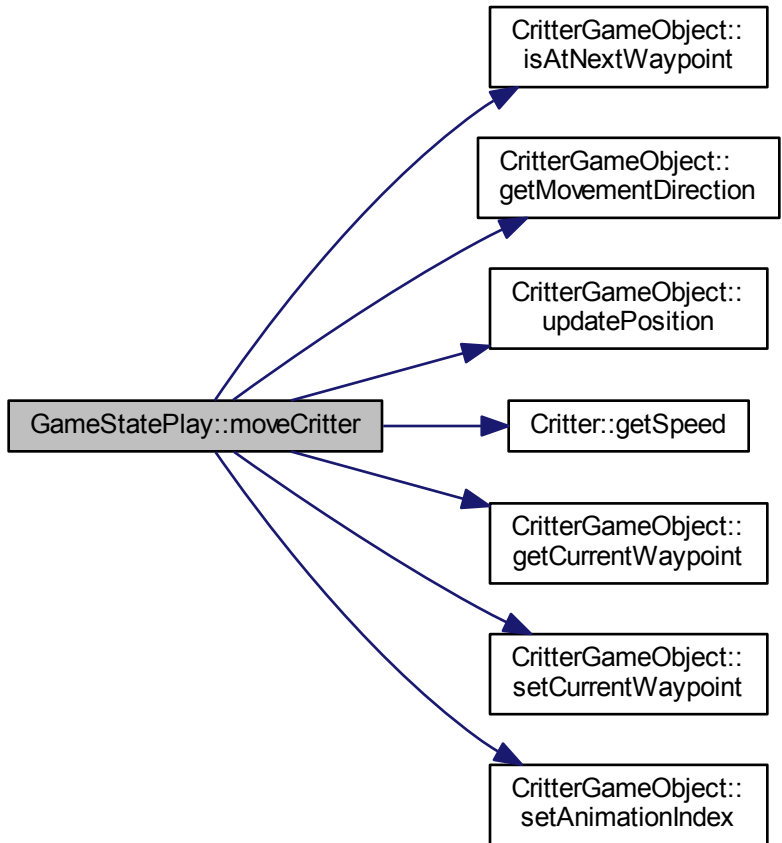 CritterGameObject::
isAtNextWaypoint
CritterGameObject::
getMovementDirection
CritterGameObject::
updatePosition
GameStatePlay::moveCritter
Critter::getSpeed
CritterGameObject::
getCurrentWaypoint
CritterGameObject::
setCurrentWaypoint
CritterGameObject::
setAnimationIndex